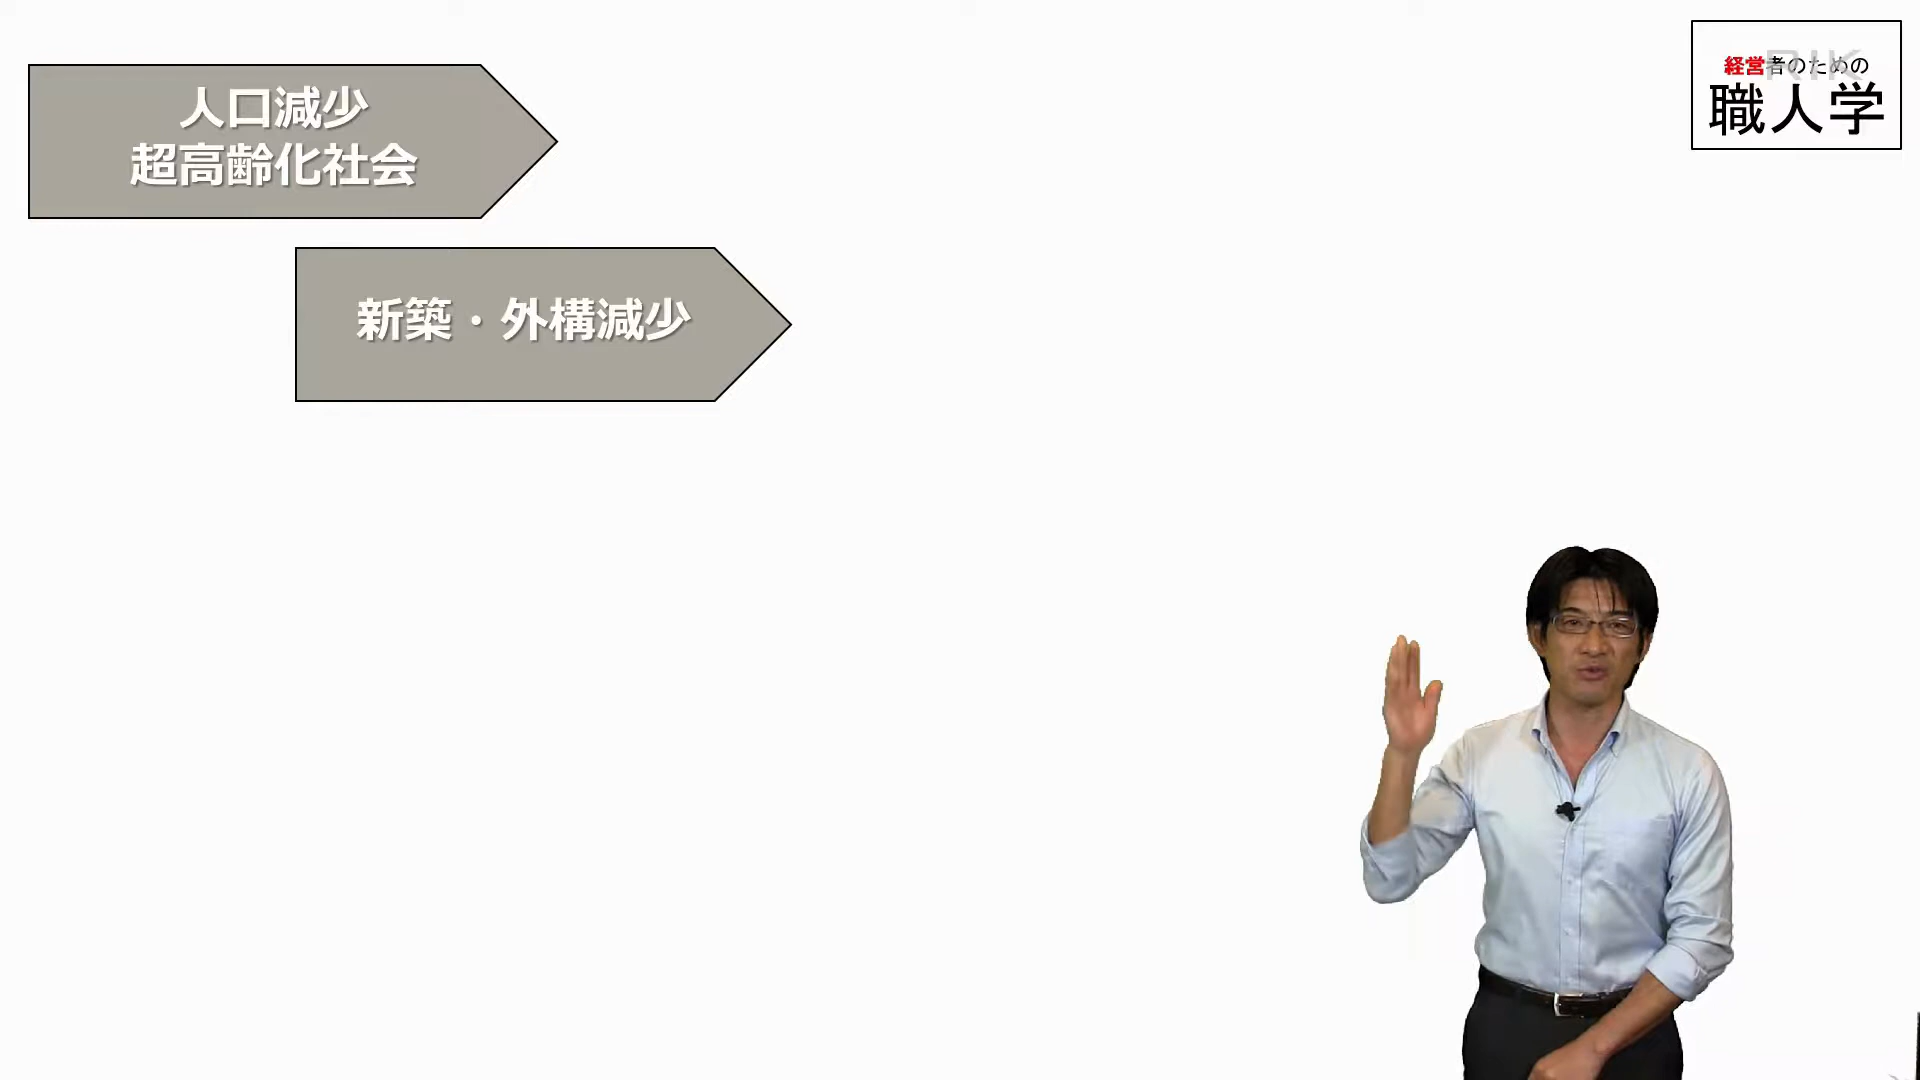 人口減少
超高齢化社会
新築・外構減少
RIK
経営者のための
職人学